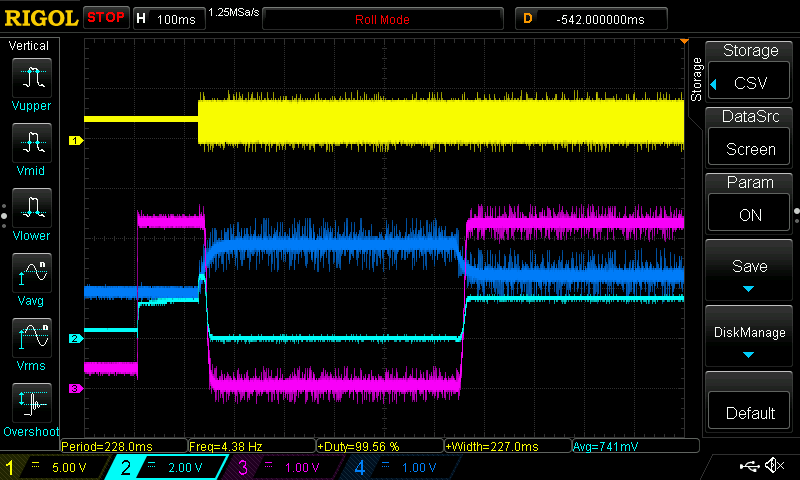 RIGOL STOP H 100ms 1.25MSa/s Roll Mode D -542.000000ms
Vertical
Vupper
Vmid
Vlower
Vavg
Vrms
Overshoot
1
2
3
Storage
Storage
CSV
DataSrc
Screen
Param
ON
Save
DiskManage
Default
Period=228.0ms Freq=4.38 Hz +Duty=99.56 % +Width=227.0ms Avg=741mV
1 5.00 V 2 2.00 V 3 1.00 V 4 1.00 V